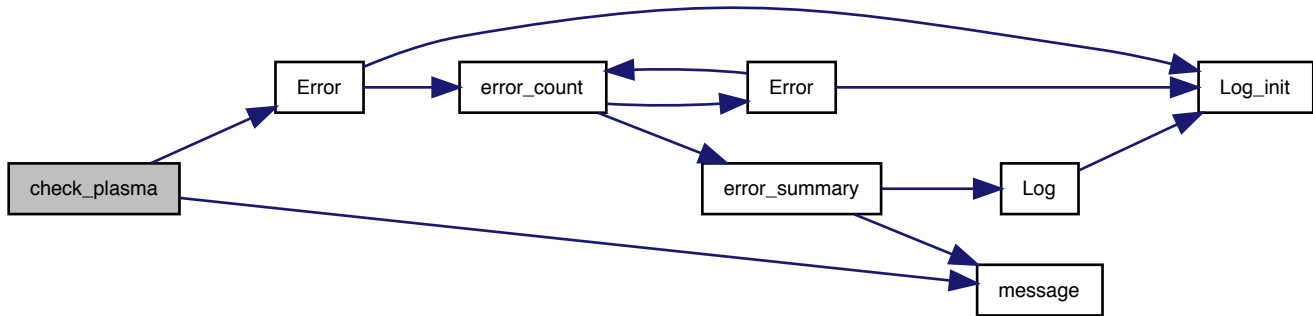 check_plasma
Error
error_count
Error
Log_init
error_summary
Log
message